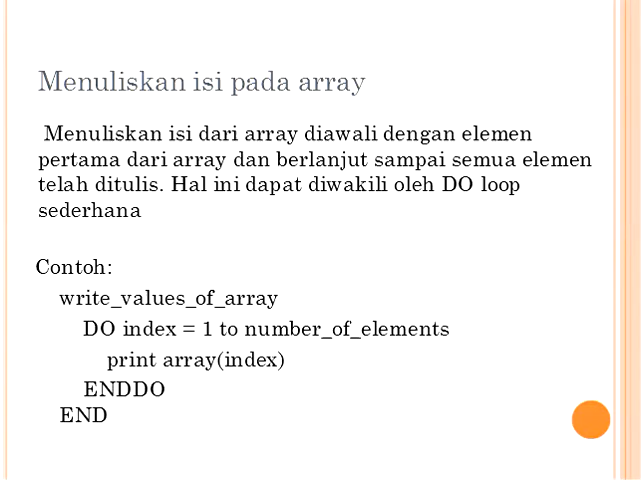 Menuliskan isi pada array
Menuliskan isi dari array diawali dengan elemen
pertama dari array dan berlanjut sampai semua elemen
telah ditulis. Hal ini dapat diwakili oleh DO loop
sederhana
Contoh:
write_values_of_array
DO index = 1 to number_of_elements
print array(index)
ENDDO
END